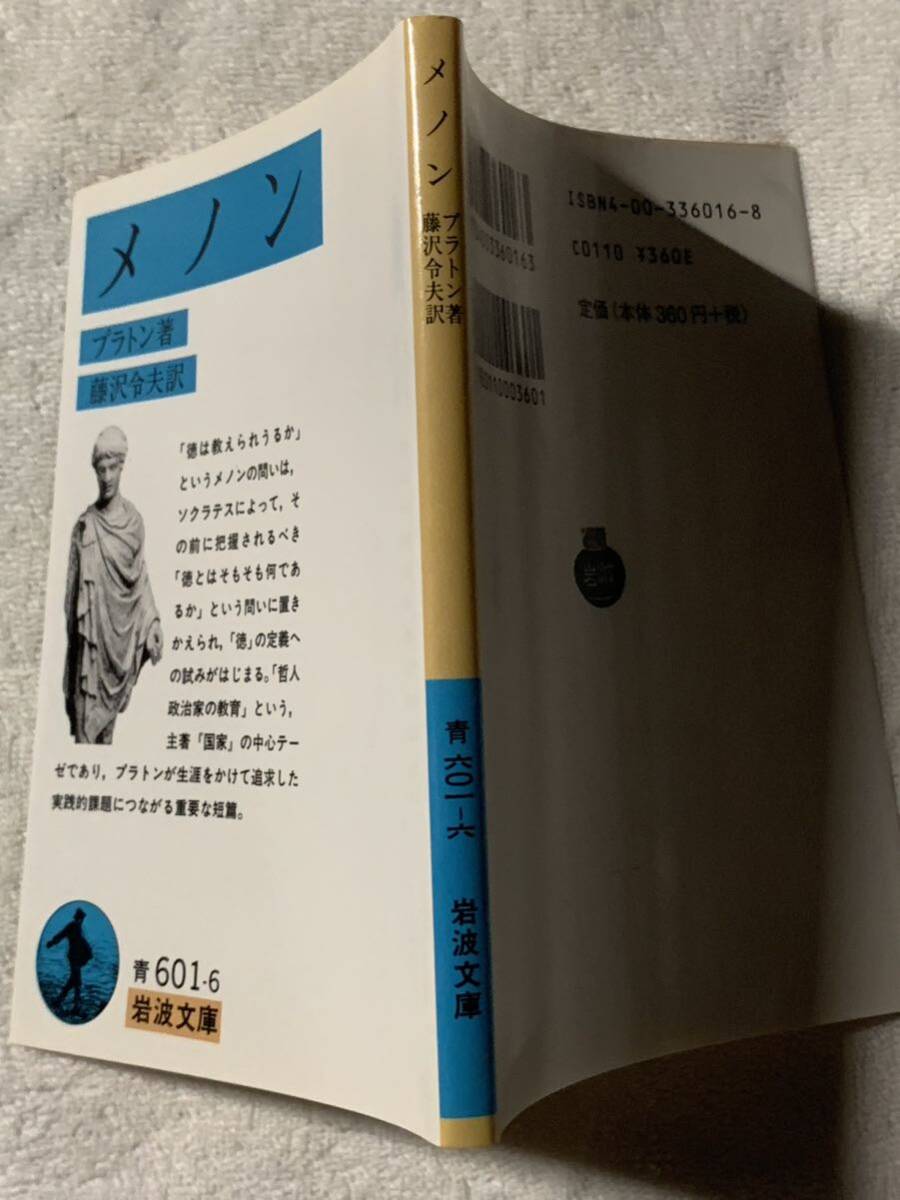 メノン
プラトン著
藤沢令夫訳
「徳は教えられうるか」
というメノンの問いは,
ソクラテスによって, そ
の前に把握されるべき
「徳とはそもそも何であ
るか」という問いに置き
かえられ,「徳」の定義へ
の試みがはじまる。「哲人
政治家の教育」という,
主著『国家』の中心テー
ゼであり, プラトンが生涯をかけて追求した
実践的課題につながる重要な短篇。
青601-6
岩波文庫
メノン
プラトン著
藤沢令夫訳
青六〇一-六
岩波文庫
ISBN4-00-336016-8
C0110 ¥360E
定価(本体360円+税)